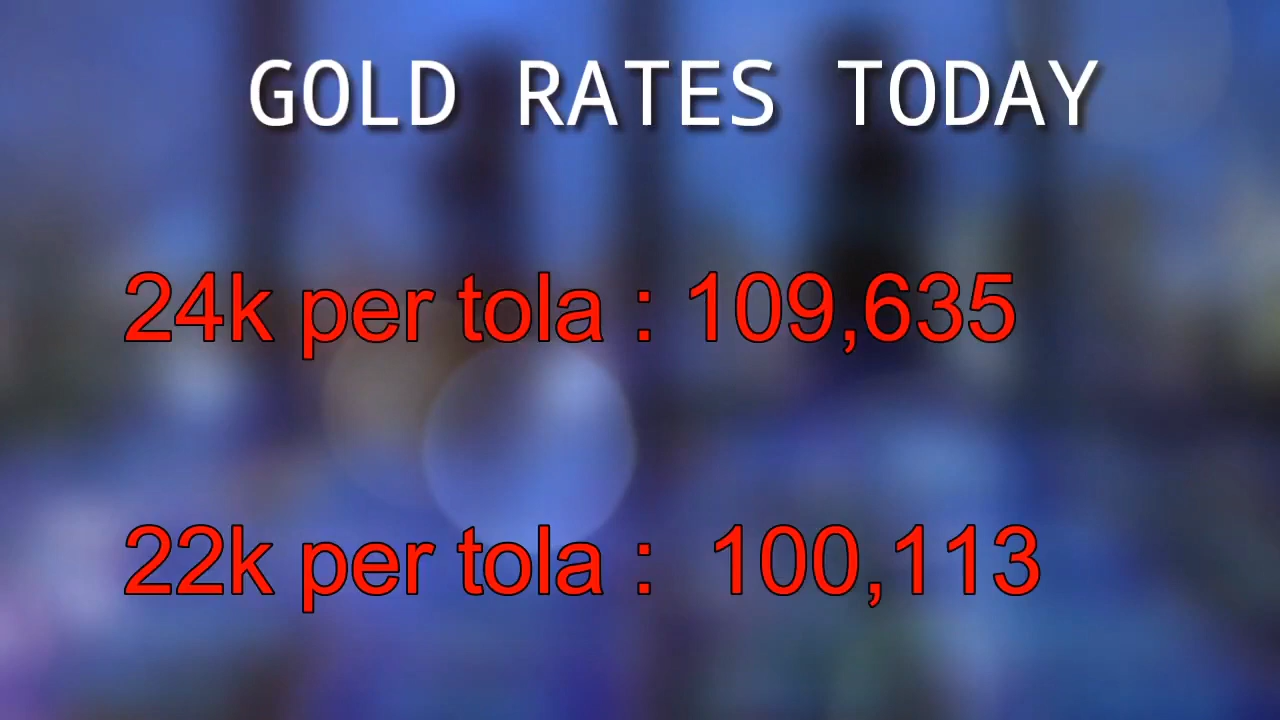 GOLD RATES TODAY
24k per tola : 109,635
22k per tola : 100,113